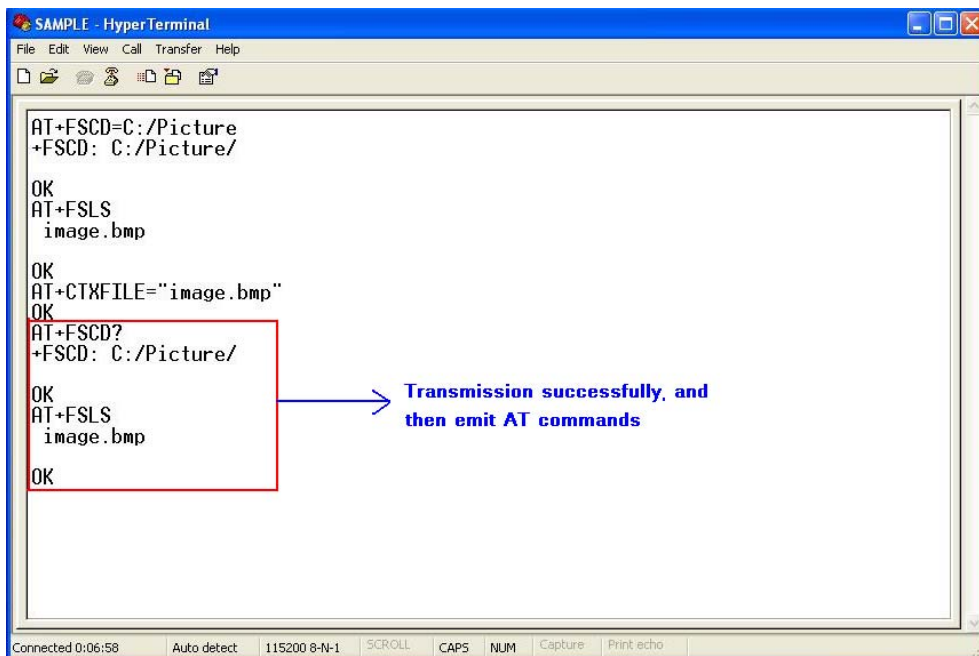 SAMPLE - HyperTerminal
File Edit View Call Transfer Help
AT+FSCD=C:/Picture
+FSCD: C:/Picture/
OK
AT+FSLS
image.bmp
OK
AT+CTXFILE="image.bmp"
OK
AT+FSCD?
+FSCD: C:/Picture/
OK
AT+FSLS
image.bmp
OK
Transmission successfully, and
then emit AT commands
Connected 0:06:58 Auto detect 115200 8-N-1 SCROLL CAPS NUM Capture Print echo